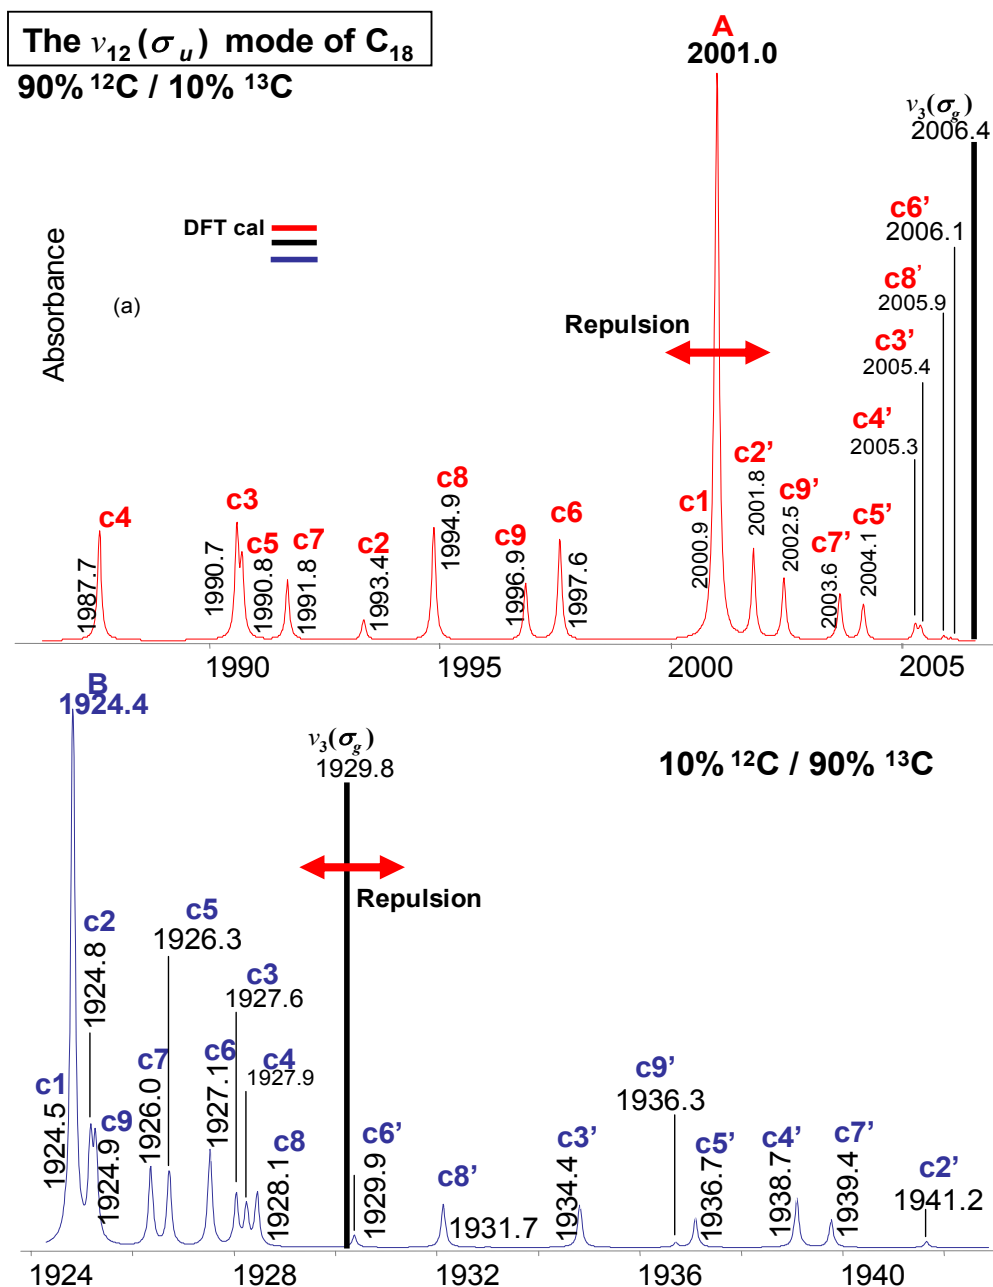 The ν₁₂(σᵤ) mode of C₁₈
90% ¹²C / 10% ¹³C
A
2001.0
ν₃(σ_g)
2006.4
DFT cal
Absorbance
(a)
Repulsion
c6’
2006.1
c8’
2005.9
c3’
2005.4
c4’
2005.3
c4
1987.7
c3
1990.7
c5
1990.8
c7
1991.8
c2
1993.4
c8
1994.9
c9
1996.9
c6
1997.6
c1
2000.9
c2’
2001.8
c9’
2002.5
c7’
2003.6
c5’
2004.1
1990
1995
2000
2005
B
1924.4
ν₃(σ_g)
1929.8
10% ¹²C / 90% ¹³C
Repulsion
c1
1924.5
c2
1924.8
c9
1924.9
c7
1926.0
c5
1926.3
c6
1927.1
c3
1927.6
c4
1927.9
c8
1928.1
c6’
1929.9
c8’
1931.7
c3’
1934.4
c9’
1936.3
c5’
1936.7
c4’
1938.7
c7’
1939.4
c2’
1941.2
1924
1928
1932
1936
1940